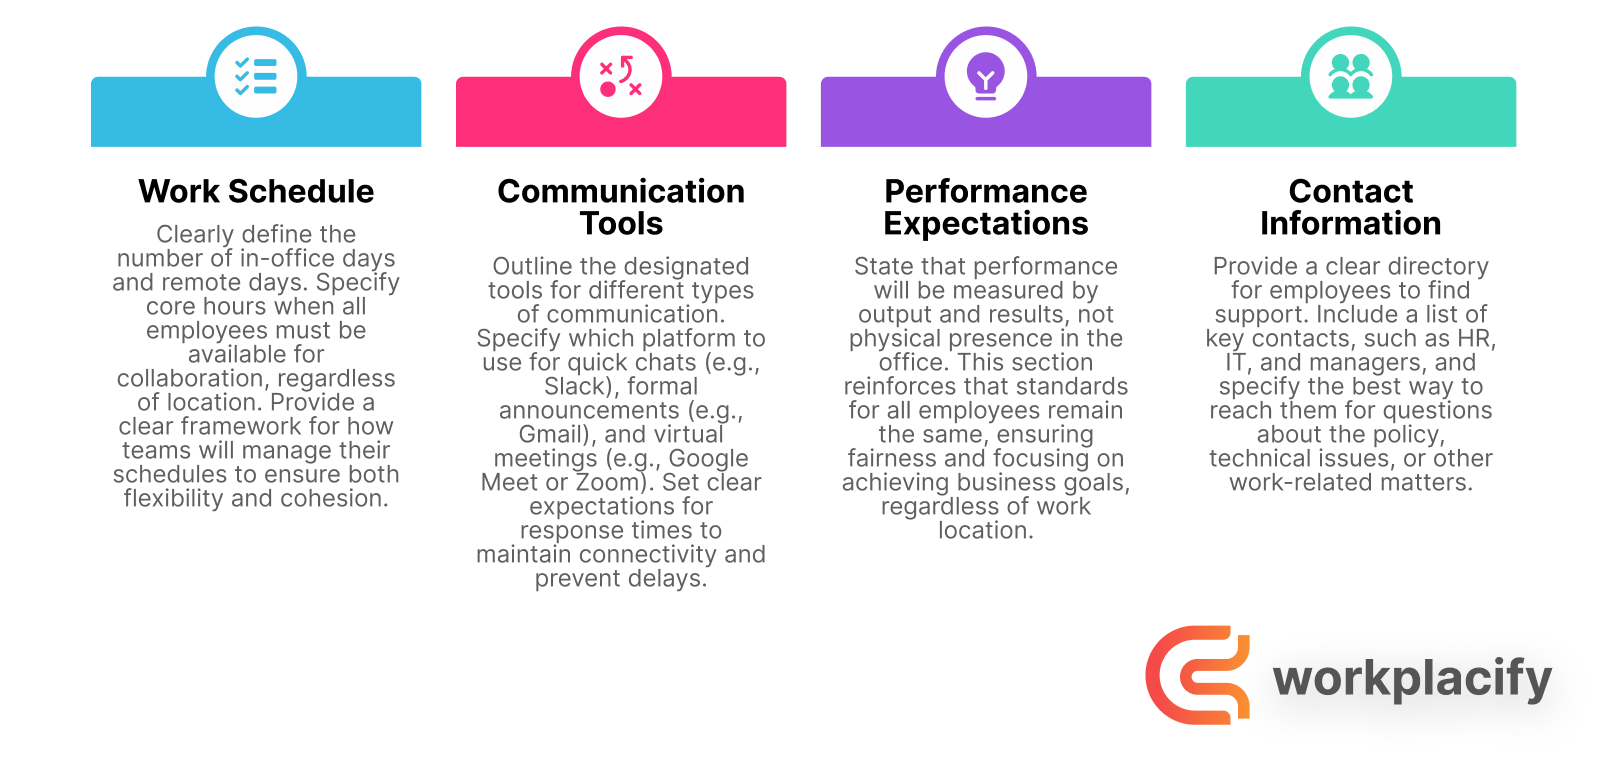 Work Schedule
Clearly define the
number of in-office days
and remote days. Specify
core hours when all
employees must be
available for
collaboration, regardless
of location. Provide a
clear framework for how
teams will manage their
schedules to ensure both
flexibility and cohesion.
Communication
Tools
Outline the designated
tools for different types
of communication.
Specify which platform to
use for quick chats (e.g.,
Slack), formal
announcements (e.g.,
Gmail), and virtual
meetings (e.g., Google
Meet or Zoom). Set clear
expectations for
response times to
maintain connectivity and
prevent delays.
Performance
Expectations
State that performance
will be measured by
output and results, not
physical presence in the
office. This section
reinforces that standards
for all employees remain
the same, ensuring
fairness and focusing on
achieving business goals,
regardless of work
location.
Contact
Information
Provide a clear directory
for employees to find
support. Include a list of
key contacts, such as HR,
IT, and managers, and
specify the best way to
reach them for questions
about the policy,
technical issues, or other
work-related matters.
workplacify